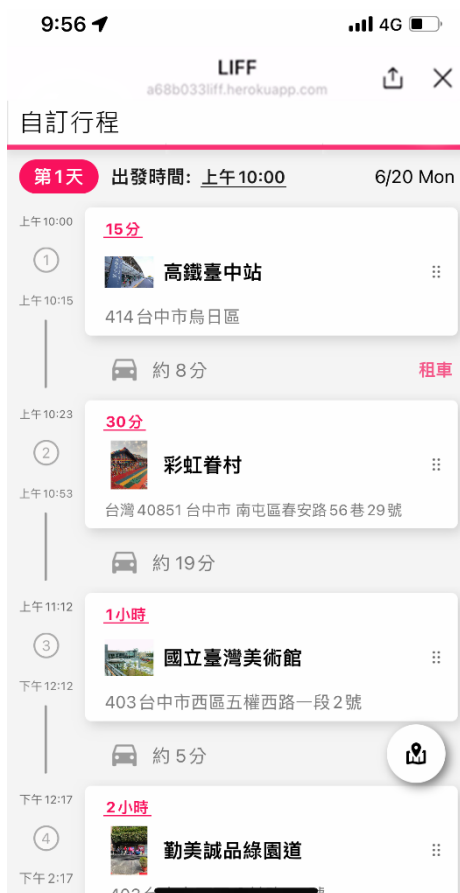 9:56
4G
LIFF
a68b033liff.herokuapp.com
自訂行程
第1天 出發時間: 上午10:00 6/20 Mon
上午10:00
15分
1
高鐵臺中站
上午10:15
414台中市烏日區
約8分
租車
上午10:23
30分
2
彩虹眷村
上午10:53
台灣40851台中市 南屯區春安路56巷29號
約19分
上午11:12
1小時
3
國立臺灣美術館
下午12:12
403台中市西區五權西路一段2號
約5分
下午12:17
2小時
4
勤美誠品綠園道
下午2:17